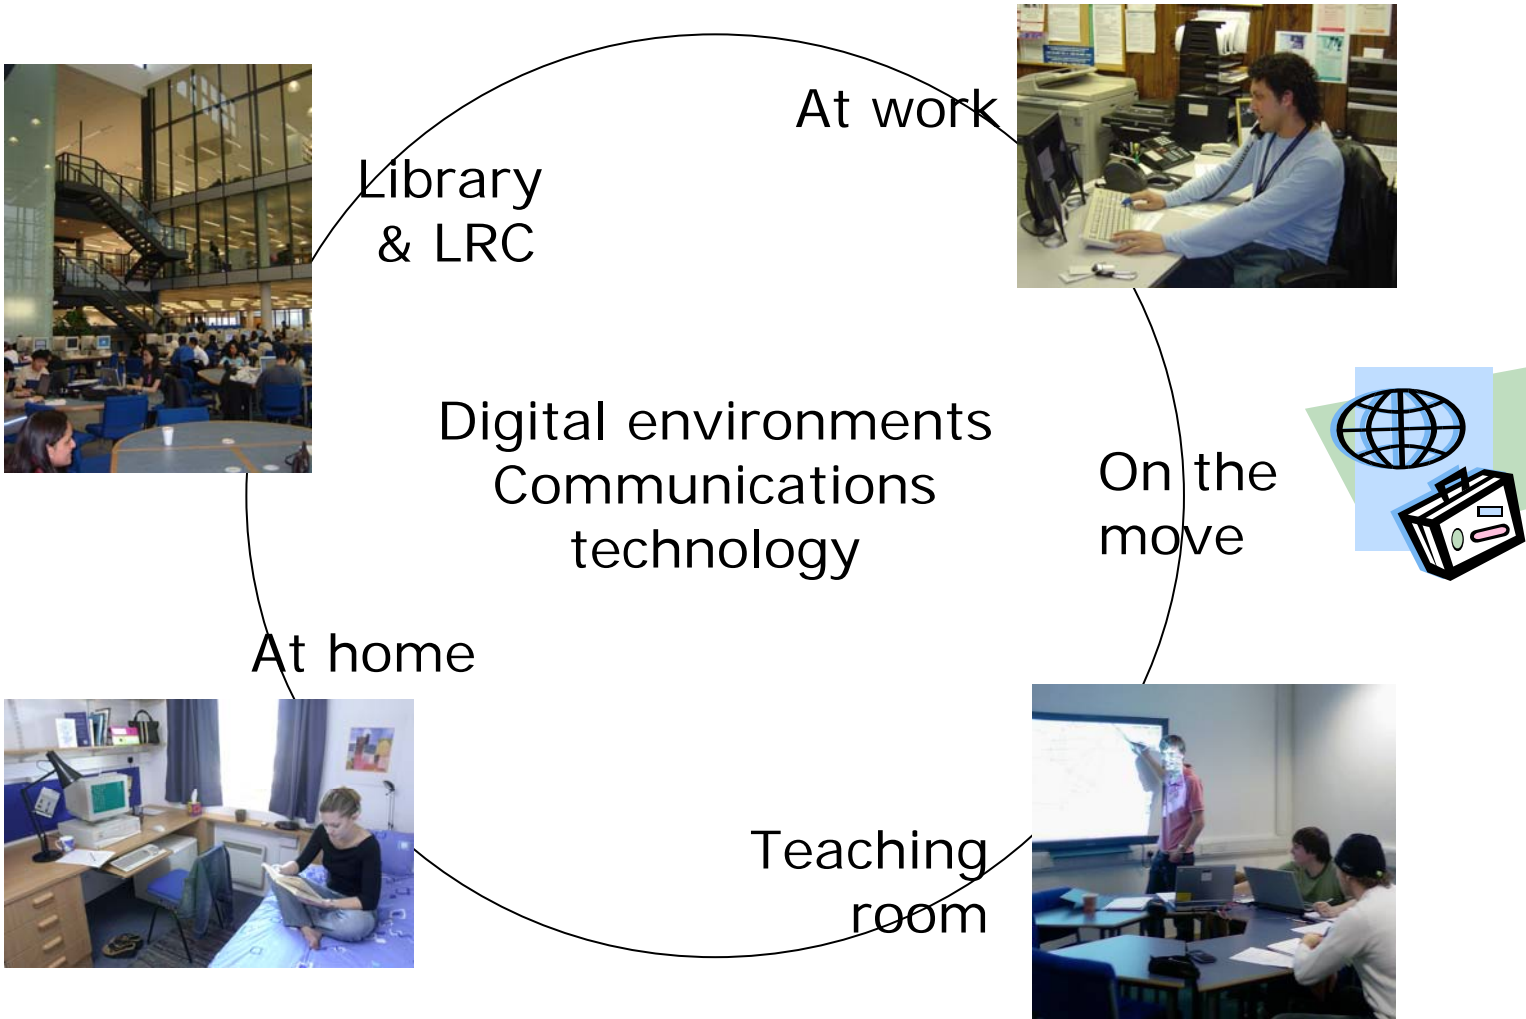 At work
Library
& LRC
Digital environments
Communications
technology
On the
move
At home
Teaching
room